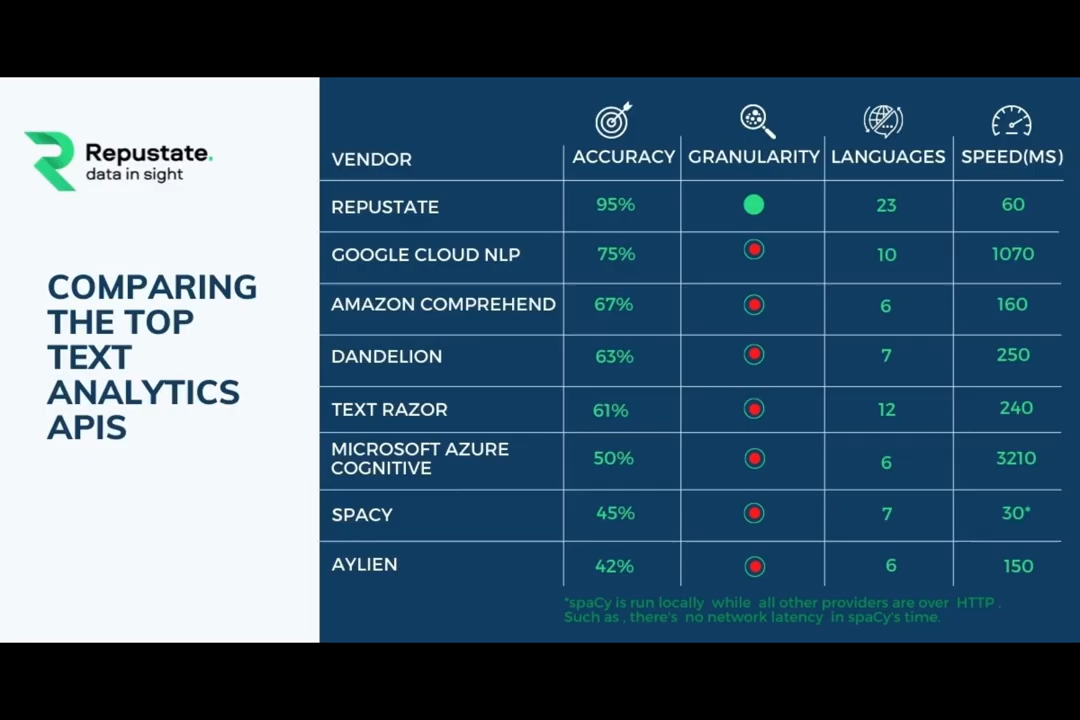 Repustate.
data in sight
COMPARING
THE TOP
TEXT
ANALYTICS
APIS
VENDOR ACCURACY GRANULARITY LANGUAGES SPEED(MS)
REPUSTATE 95% 23 60
GOOGLE CLOUD NLP 75% 10 1070
AMAZON COMPREHEND 67% 6 160
DANDELION 63% 7 250
TEXT RAZOR 61% 12 240
MICROSOFT AZURE
COGNITIVE 50% 6 3210
SPACY 45% 7 30*
AYLIEN 42% 6 150
*spaCy is run locally while all other providers are over HTTP .
Such as , there's no network latency in spaCy's time.